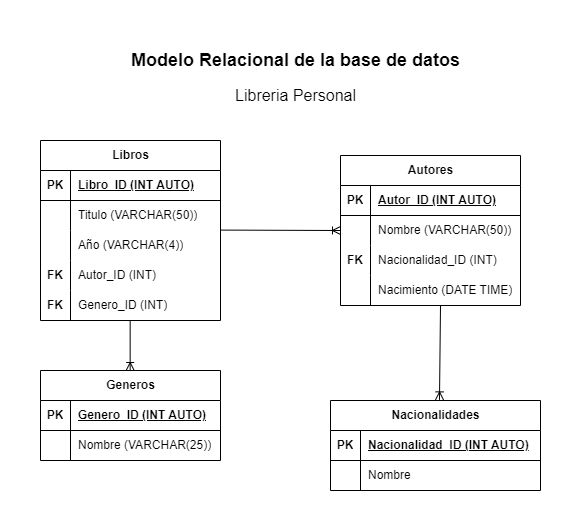 Modelo Relacional de la base de datos
Libreria Personal
Libros
PK Libro_ID (INT AUTO)
Titulo (VARCHAR(50))
Año (VARCHAR(4))
FK Autor_ID (INT)
FK Genero_ID (INT)
Autores
PK Autor_ID (INT AUTO)
Nombre (VARCHAR(50))
FK Nacionalidad_ID (INT)
Nacimiento (DATE TIME)
Generos
PK Genero_ID (INT AUTO)
Nombre (VARCHAR(25))
Nacionalidades
PK Nacionalidad_ID (INT AUTO)
Nombre